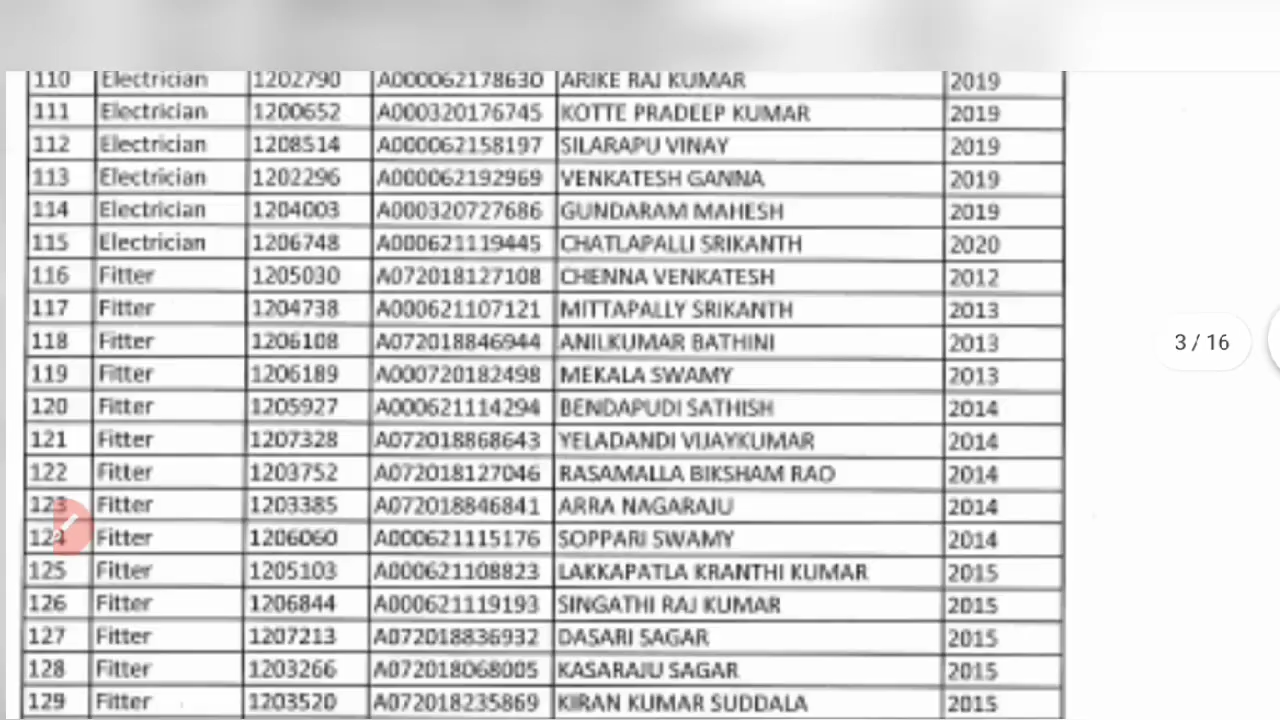 110 Electrician 1202790 A000062178630 ARIKE RAJ KUMAR 2019
111 Electrician 1200652 A000320176745 KOTTE PRADEEP KUMAR 2019
112 Electrician 1208514 A000062158197 SILARAPU VINAY 2019
113 Electrician 1202296 A000062192969 VENKATESH GANNA 2019
114 Electrician 1204003 A000320727686 GUNDARAM MAHESH 2019
115 Electrician 1206748 A000621119445 CHATLAPALLI SRIKANTH 2020
116 Fitter 1205030 A072018127108 CHENNA VENKATESH 2012
117 Fitter 1204738 A000621107121 MITTAPALLY SRIKANTH 2013
118 Fitter 1206108 A072018846944 ANILKUMAR BATHINI 2013
3 / 16
119 Fitter 1206189 A000720182498 MEKALA SWAMY 2013
120 Fitter 1205927 A000621114294 BENDAPUDI SATHISH 2014
121 Fitter 1207328 A072018868643 YELADANDI VIJAYKUMAR 2014
122 Fitter 1203752 A072018127046 RASAMALLA BIKSHAM RAO 2014
123 Fitter 1203385 A072018846841 ARRA NAGARAJU 2014
124 Fitter 1206060 A000621115176 SOPPARI SWAMY 2014
125 Fitter 1205103 A000621108823 LAKKAPATLA KRANTHI KUMAR 2015
126 Fitter 1206844 A000621119193 SINGATHI RAJ KUMAR 2015
127 Fitter 1207213 A072018836932 DASARI SAGAR 2015
128 Fitter 1203266 A072018068005 KASARAJU SAGAR 2015
129 Fitter 1203520 A072018235869 KIRAN KUMAR SUDDALA 2015